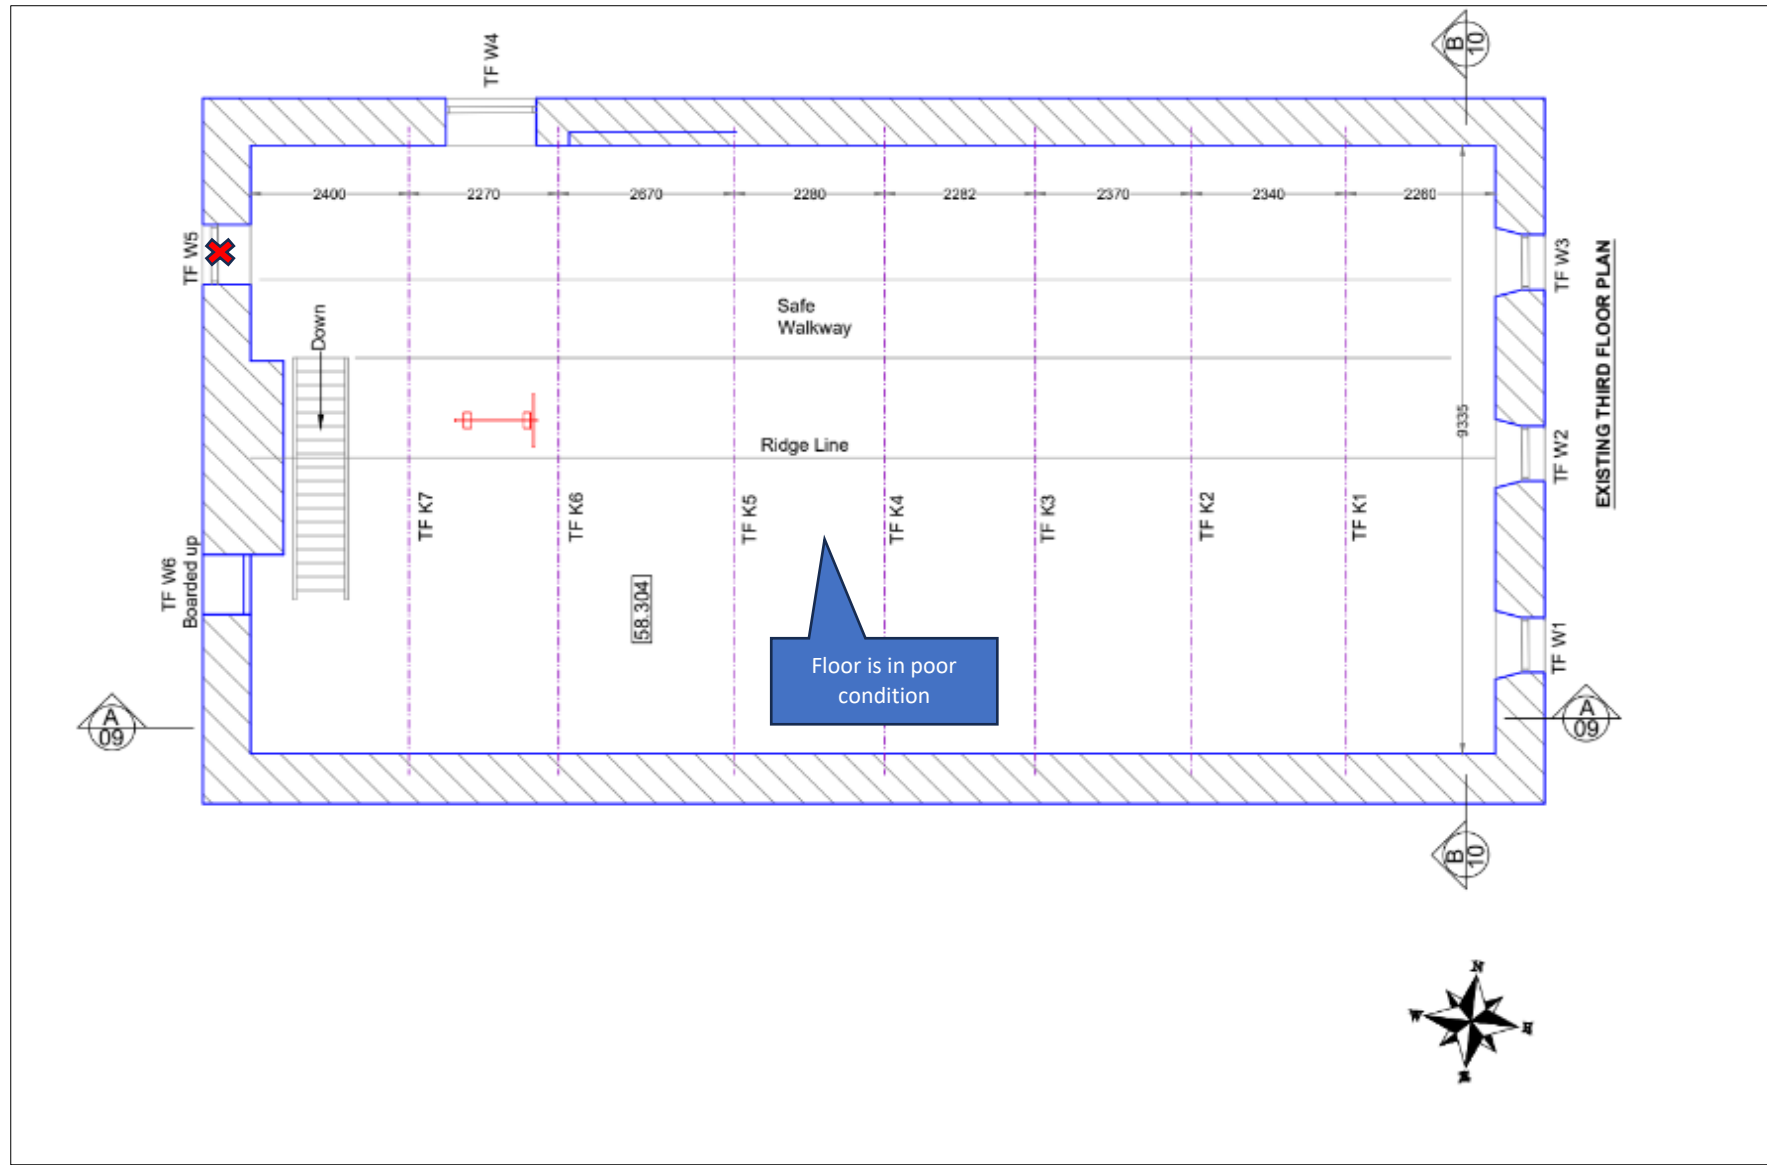 TF W4
B
10
2400
2270
2670
2280
2282
2370
2340
2260
TF W5
TF W3
Safe
Walkway
Down
Ridge Line
9335
TF W2
EXISTING THIRD FLOOR PLAN
TF K7
TF K6
TF K5
TF K4
TF K3
TF K2
TF K1
TF W6
Boarded up
58.304
Floor is in poor
condition
TF W1
A
09
A
09
B
10
N
W